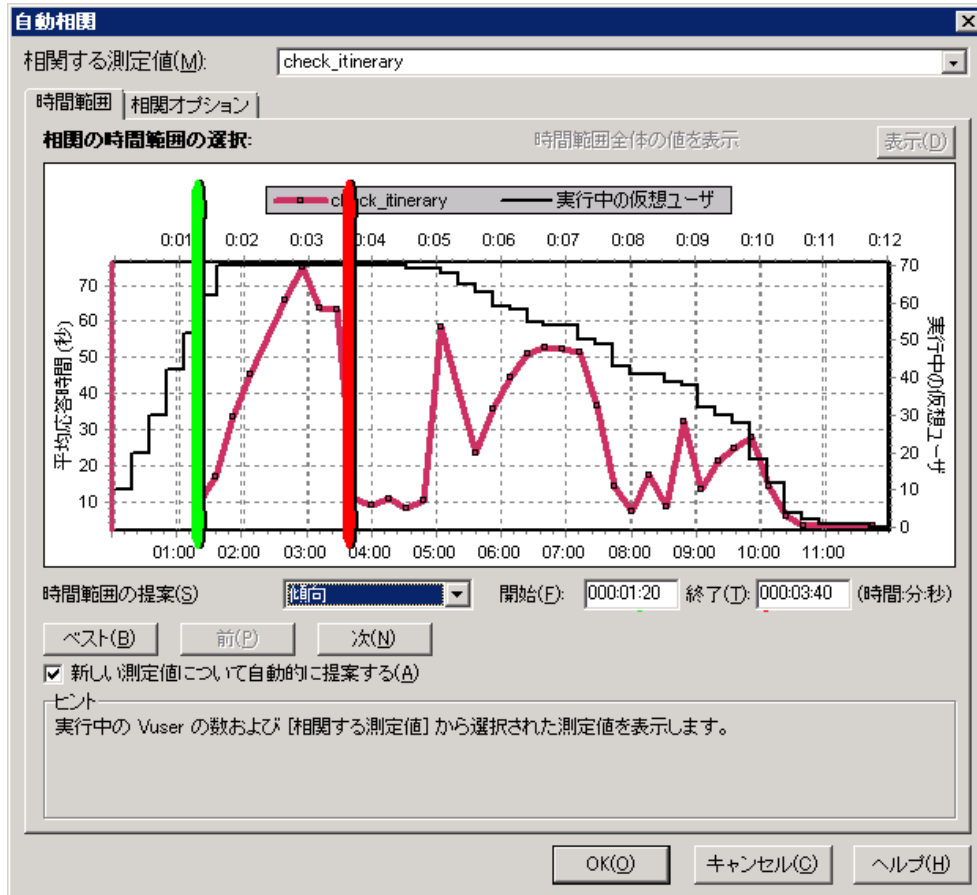 自動相関
相関する測定値(M): check_itinerary
時間範囲 相関オプション
相関の時間範囲の選択: 時間範囲全体の値を表示 表示(D)
check_itinerary 実行中の仮想ユーザ
0:01 0:02 0:03 0:04 0:05 0:06 0:07 0:08 0:09 0:10 0:11 0:12
平均応答時間(秒)
70
60
50
40
30
20
10
70
60
50
40
30
20
10
0
実行中の仮想ユーザ
01:00 02:00 03:00 04:00 05:00 06:00 07:00 08:00 09:00 10:00 11:00
時間範囲の提案(S) 傾向 開始(F): 000:01:20 終了(T): 000:03:40 (時間:分:秒)
ベスト(B) 前(P) 次(N)
新しい測定値について自動的に提案する(A)
ヒント
実行中の Vuser の数および [相関する測定値] から選択された測定値を表示します。
OK(O) キャンセル(C) ヘルプ(H)